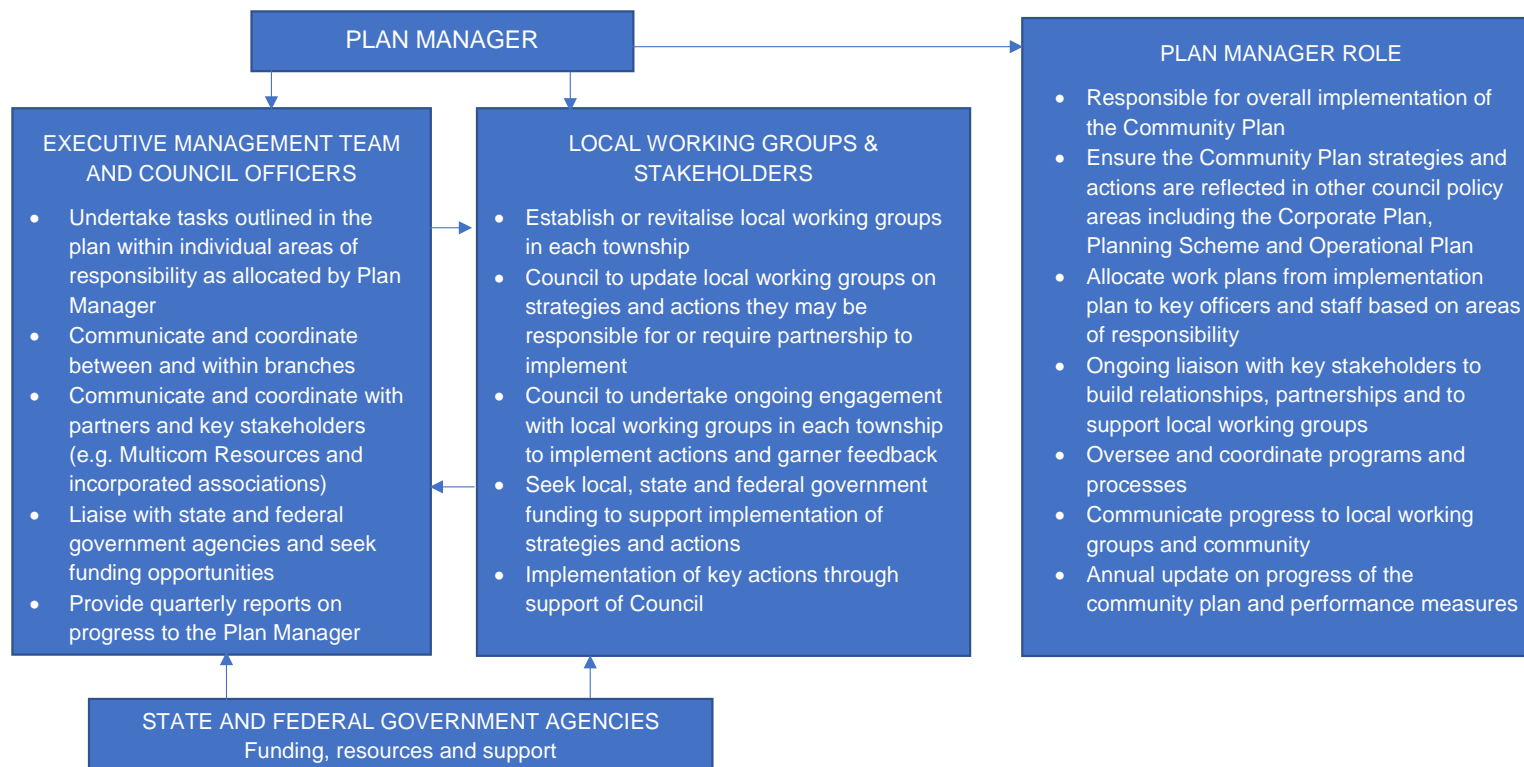 PLAN MANAGER
EXECUTIVE MANAGEMENT TEAM
AND COUNCIL OFFICERS
• Undertake tasks outlined in the
plan within individual areas of
responsibility as allocated by Plan
Manager
• Communicate and coordinate
between and within branches
• Communicate and coordinate with
partners and key stakeholders
(e.g. Multicom Resources and
incorporated associations)
• Liaise with state and federal
government agencies and seek
funding opportunities
• Provide quarterly reports on
progress to the Plan Manager
LOCAL WORKING GROUPS &
STAKEHOLDERS
• Establish or revitalise local working groups
in each township
• Council to update local working groups on
strategies and actions they may be
responsible for or require partnership to
implement
• Council to undertake ongoing engagement
with local working groups in each township
to implement actions and garner feedback
• Seek local, state and federal government
funding to support implementation of
strategies and actions
• Implementation of key actions through
support of Council
PLAN MANAGER ROLE
• Responsible for overall implementation of
the Community Plan
• Ensure the Community Plan strategies and
actions are reflected in other council policy
areas including the Corporate Plan,
Planning Scheme and Operational Plan
• Allocate work plans from implementation
plan to key officers and staff based on areas
of responsibility
• Ongoing liaison with key stakeholders to
build relationships, partnerships and to
support local working groups
• Oversee and coordinate programs and
processes
• Communicate progress to local working
groups and community
• Annual update on progress of the
community plan and performance measures
STATE AND FEDERAL GOVERNMENT AGENCIES
Funding, resources and support